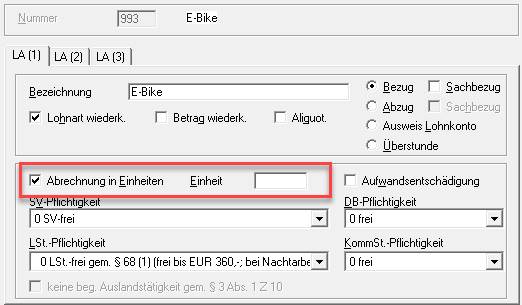 Nummer 993 E-Bike
LA (1) LA (2) LA (3)
Bezeichnung E-Bike Bezug Sachbezug
Abzug Sachbezug
Lohnart wiederk. Betrag wiederk. Aliquot. Ausweis Lohnkonto
Überstunde
Abrechnung in Einheiten Einheit Aufwandsentschädigung
SV-Pflichtigkeit DB-Pflichtigkeit
0 SV-frei 0 frei
LSt.-Pflichtigkeit KommSt.-Pflichtigkeit
0 LSt.-frei gem. § 68 (1) (frei bis EUR 360,-; bei Nachtarbe 0 frei
keine beg. Auslandstätigkeit gem. § 3 Abs. 1 Z 10